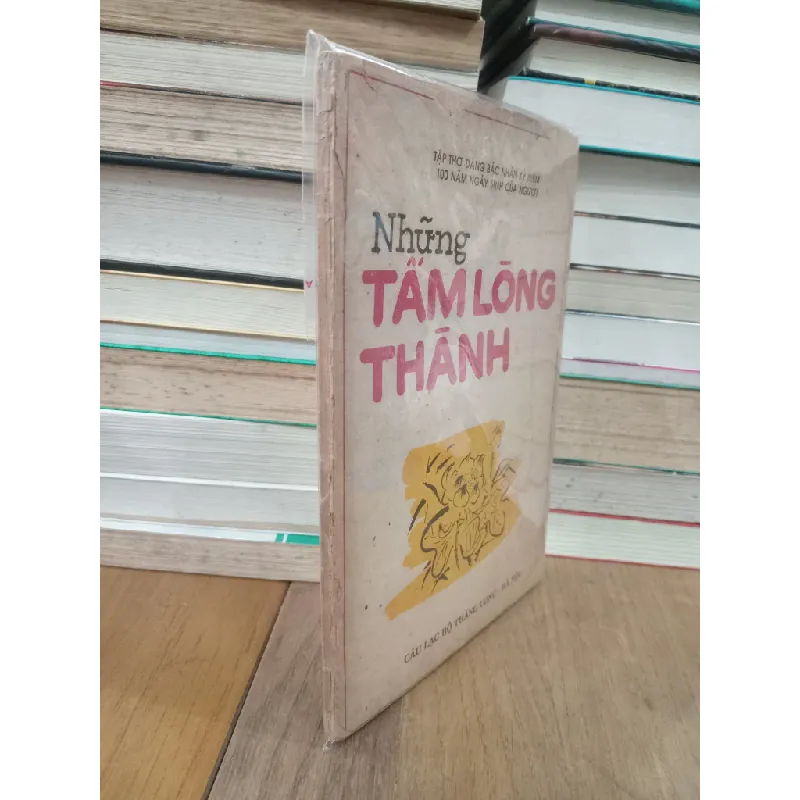 TẬP THƠ DÂNG BÁC NHÂN KỶ NIỆM
100 NĂM NGÀY SINH CỦA NGƯỜI
Những
TẤM LÒNG
THÀNH
CÂU LẠC BỘ THĂNG LONG - HÀ NỘI